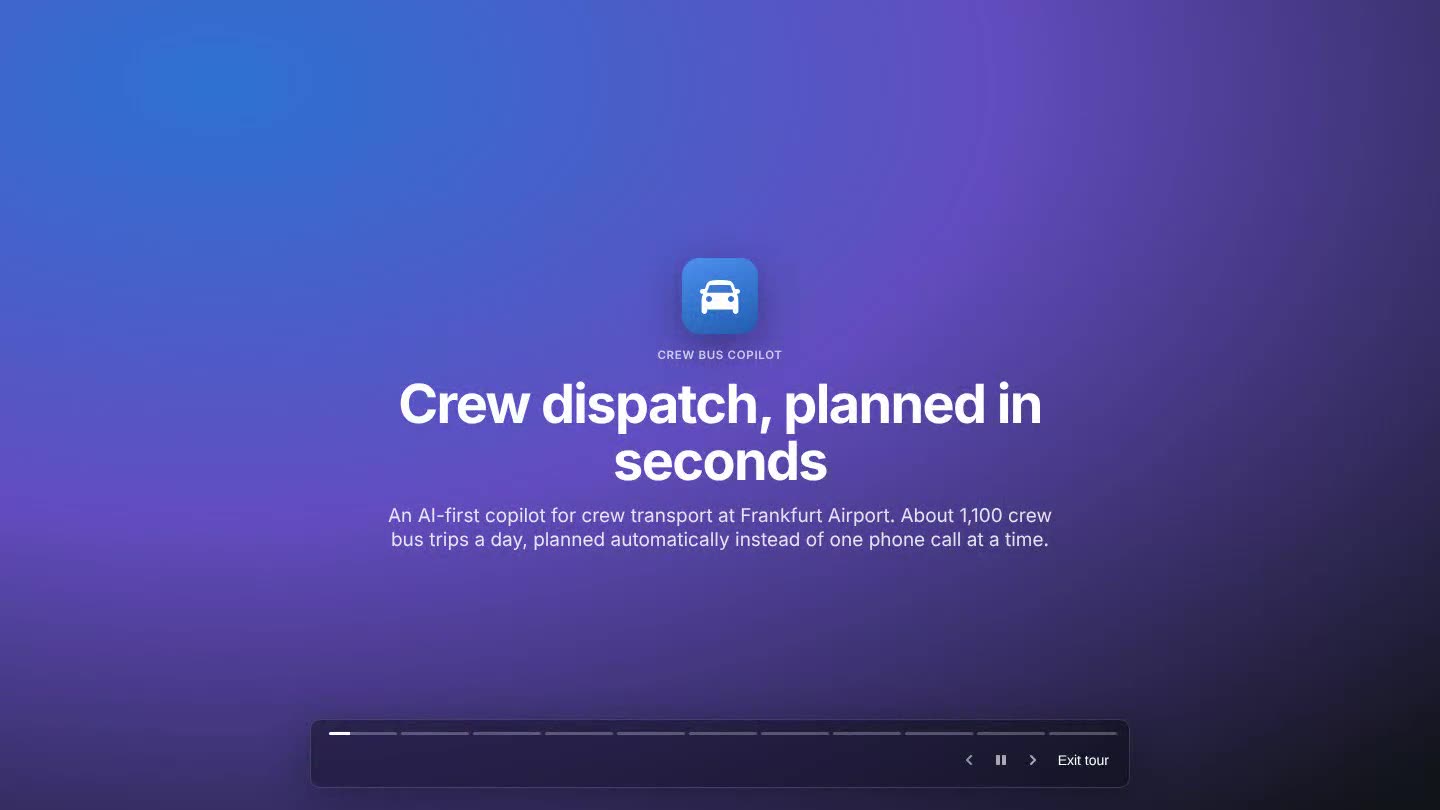 CREW BUS COPILOT
Crew dispatch, planned in
seconds
An AI-first copilot for crew transport at Frankfurt Airport. About 1,100 crew
bus trips a day, planned automatically instead of one phone call at a time.
Exit tour